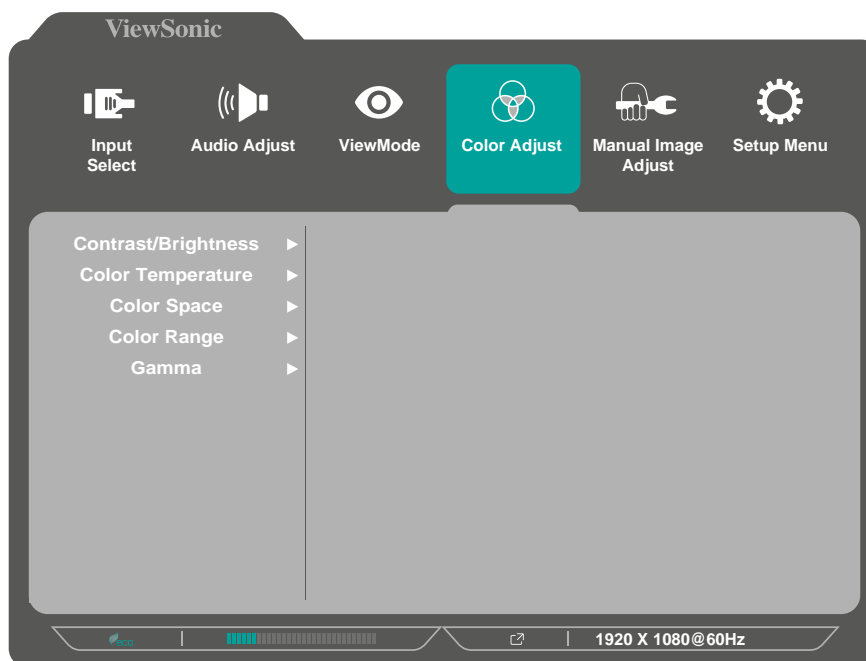 ViewSonic
Input Select
Audio Adjust
ViewMode
Color Adjust
Manual Image Adjust
Setup Menu
Contrast/Brightness
Color Temperature
Color Space
Color Range
Gamma
eco
1920 X 1080@60Hz